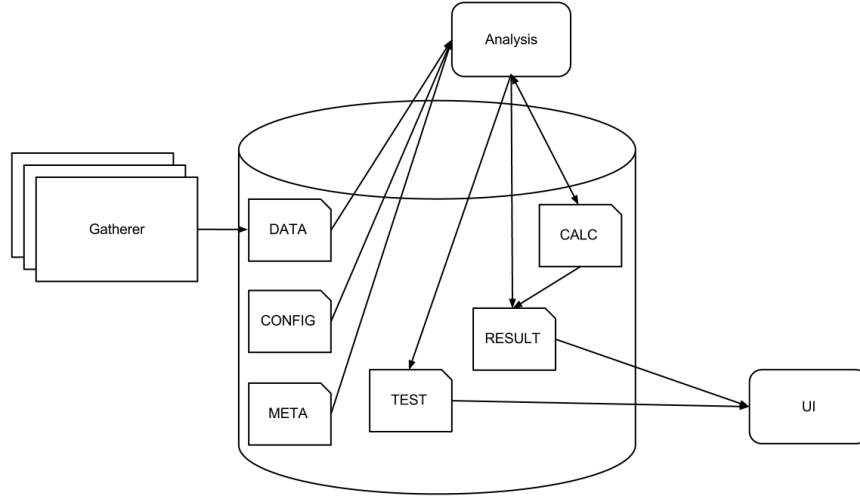 Analysis
Gatherer
DATA
CALC
CONFIG
RESULT
META
TEST
UI